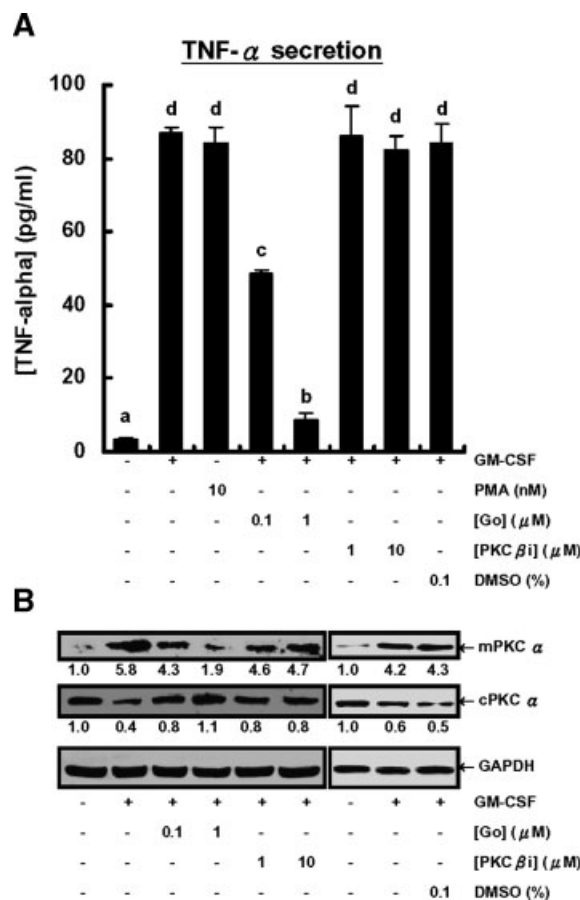 A
TNF-α secretion
[TNF-alpha] (pg/ml)
100
80
60
40
20
0
a d d c b d d d
- + - + + + + + GM-CSF
- - 10 - - - - - PMA (nM)
- - - 0.1 1 - - - [Go] (μM)
- - - - - 1 10 - [PKCβi] (μM)
- - - - - - - 0.1 DMSO (%)
B
←mPKC α
1.0 5.8 4.3 1.9 4.6 4.7 1.0 4.2 4.3
←cPKC α
1.0 0.4 0.8 1.1 0.8 0.8 1.0 0.6 0.5
←GAPDH
- + + + + + - + + GM-CSF
- - 0.1 1 - - - - - [Go] (μM)
- - - - 1 10 - - - [PKCβi] (μM)
- - - - - - - - 0.1 DMSO (%)